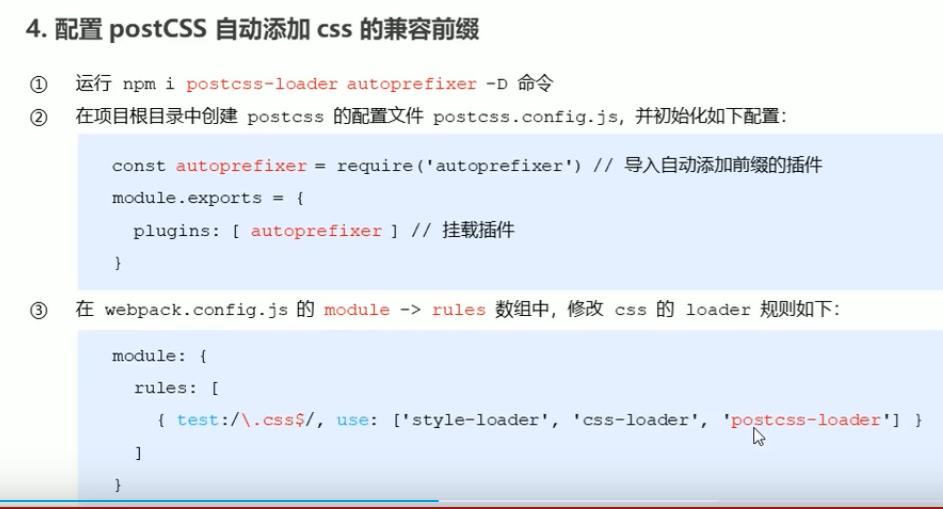 4. 配置 postCSS 自动添加 css 的兼容前缀
① 运行 npm i postcss-loader autoprefixer -D 命令
② 在项目根目录中创建 postcss 的配置文件 postcss.config.js，并初始化如下配置：
const autoprefixer = require('autoprefixer') // 导入自动添加前缀的插件
module.exports = {
plugins: [ autoprefixer ] // 挂载插件
}
③ 在 webpack.config.js 的 module -> rules 数组中，修改 css 的 loader 规则如下：
module: {
rules: [
{ test:/\.css$/, use: ['style-loader', 'css-loader', 'postcss-loader'] }
]
}